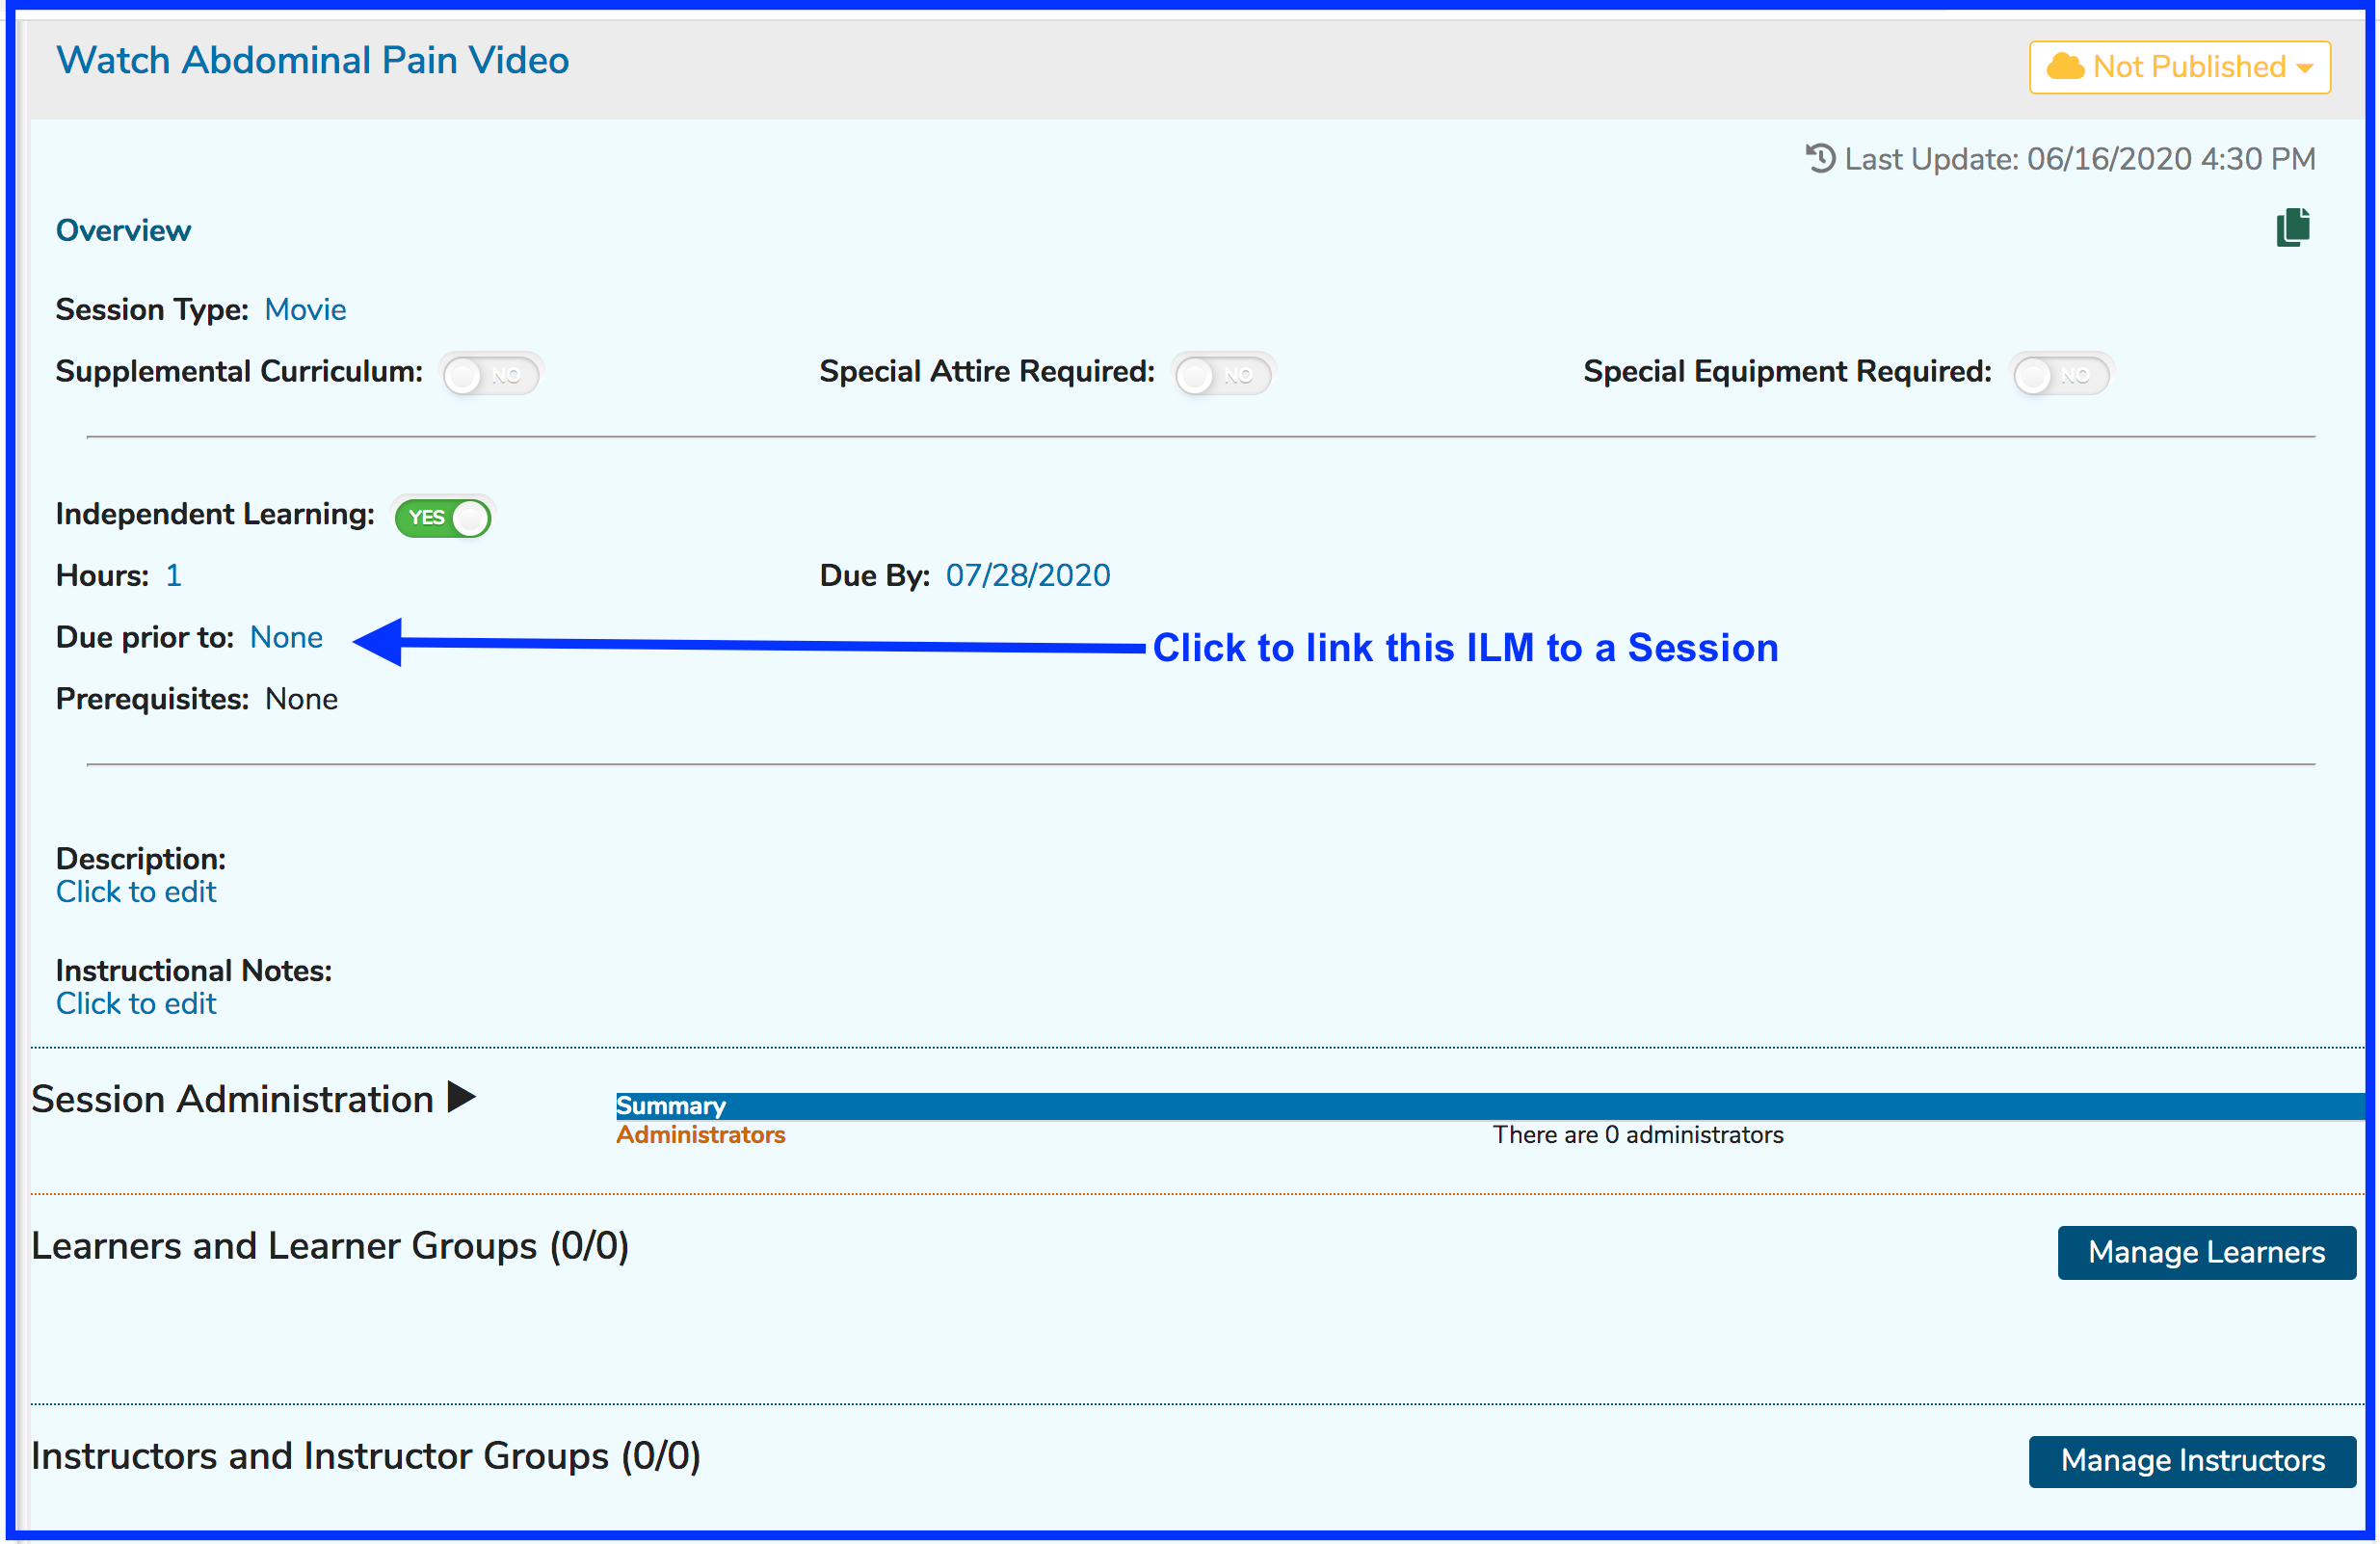 Watch Abdominal Pain Video
Not Published
Last Update: 06/16/2020 4:30 PM
Overview
Session Type: Movie
Supplemental Curriculum: NO Special Attire Required: NO Special Equipment Required: NO
Independent Learning: YES
Hours: 1 Due By: 07/28/2020
Due prior to: None Click to link this ILM to a Session
Prerequisites: None
Description:
Click to edit
Instructional Notes:
Click to edit
Session Administration
Summary
Administrators There are 0 administrators
Learners and Learner Groups (0/0) Manage Learners
Instructors and Instructor Groups (0/0) Manage Instructors